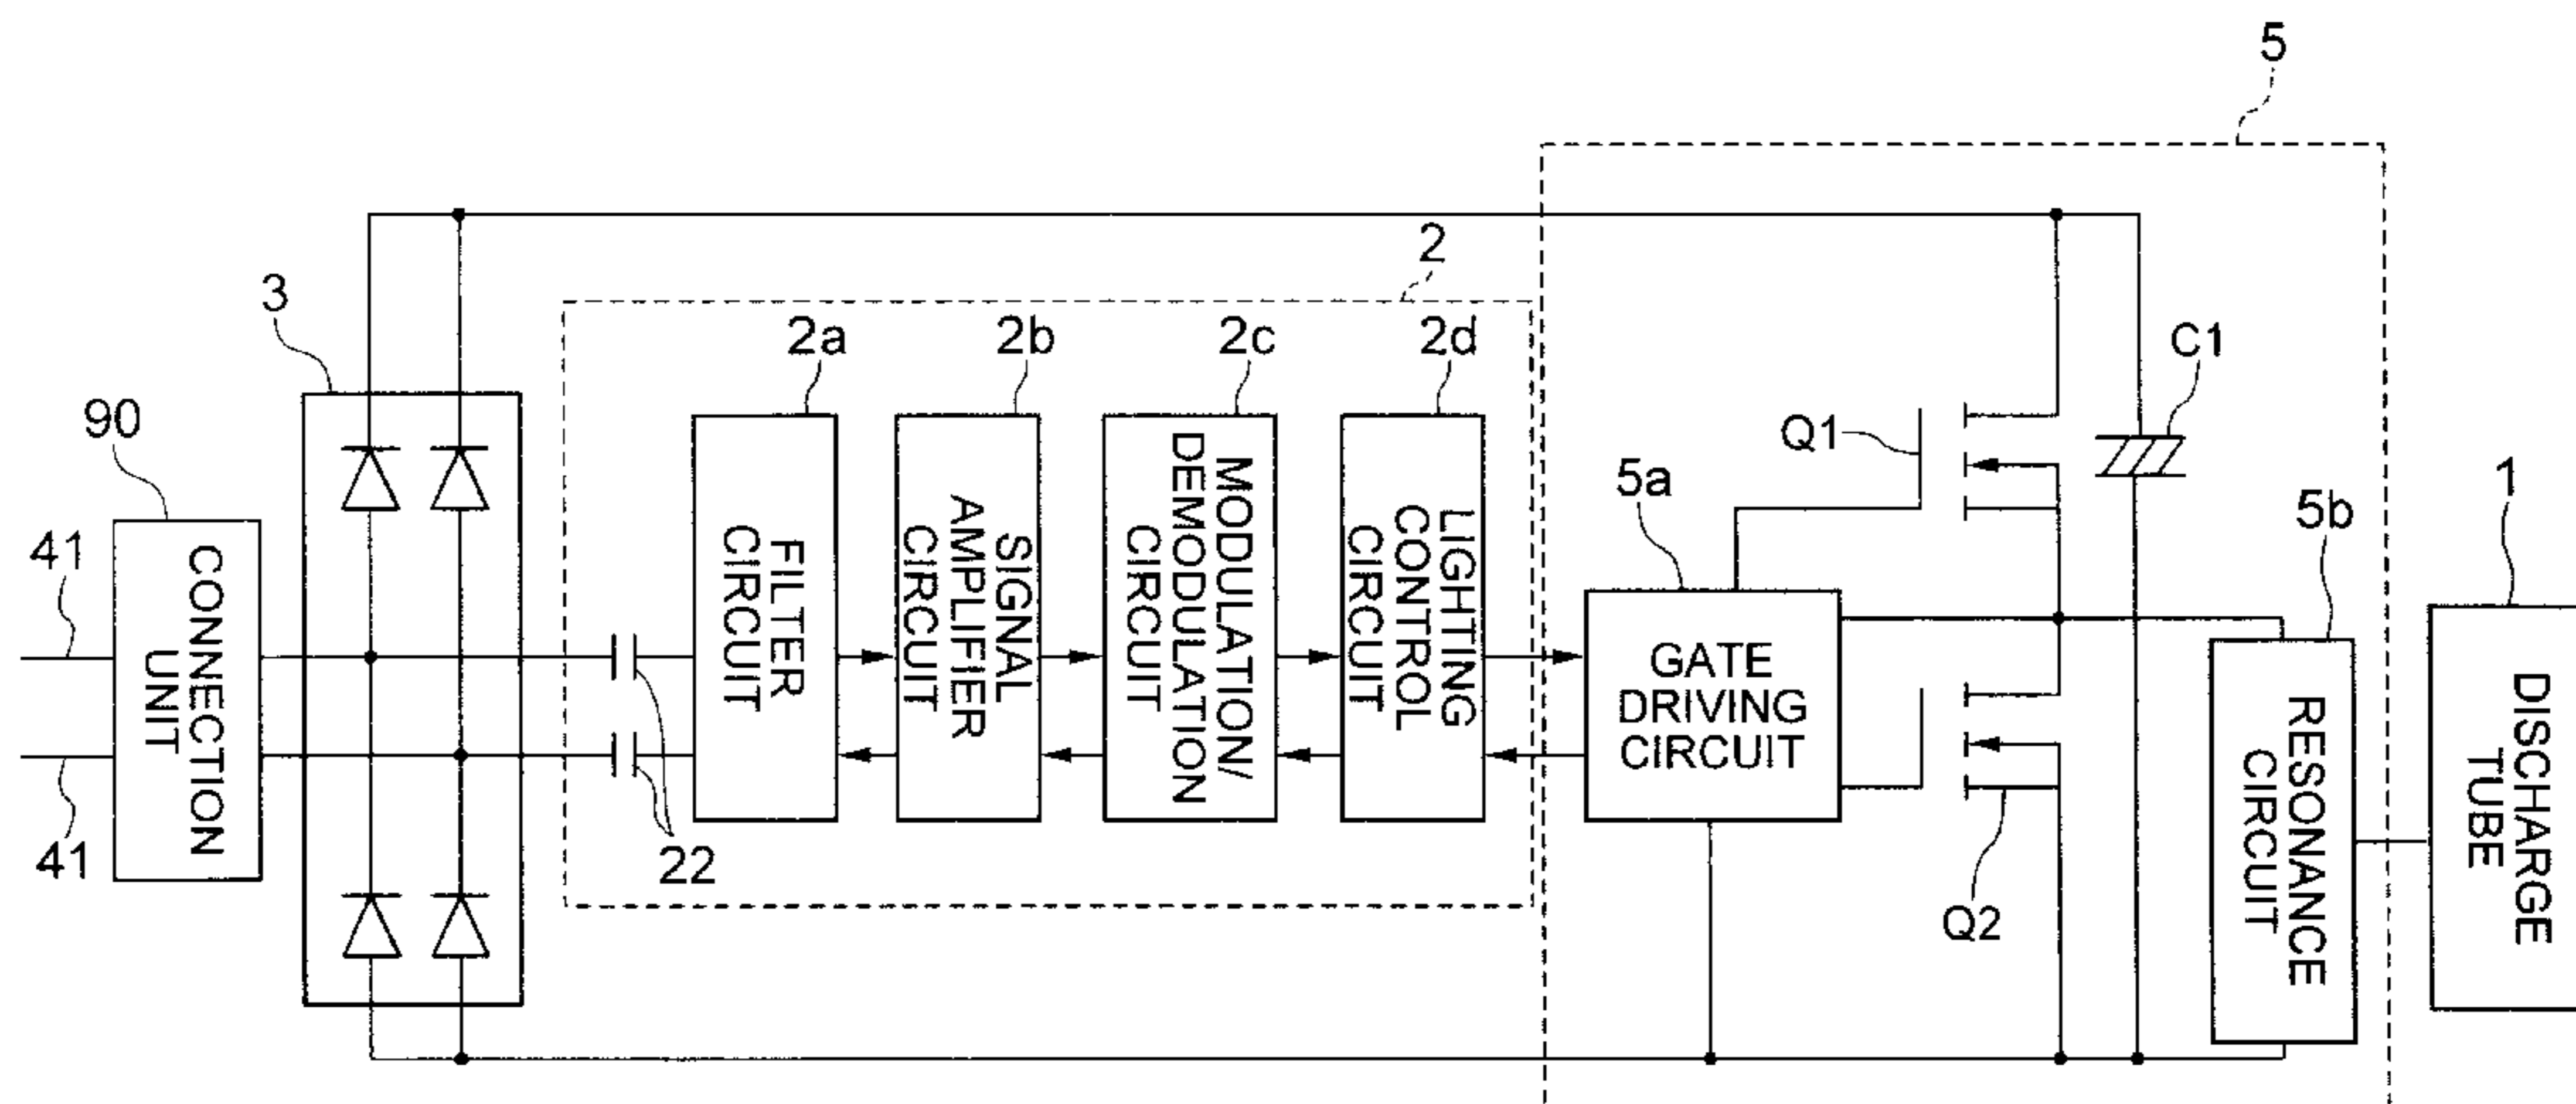 5
2
3
2a
2b
2c
2d
C1
90
Q1
5a
5b
1
41
41
CONNECTION
UNIT
FILTER
CIRCUIT
SIGNAL
AMPLIFIER
CIRCUIT
MODULATION/
DEMODULATION
CIRCUIT
LIGHTING
CONTROL
CIRCUIT
GATE
DRIVING
CIRCUIT
RESONANCE
CIRCUIT
DISCHARGE
TUBE
22
Q2